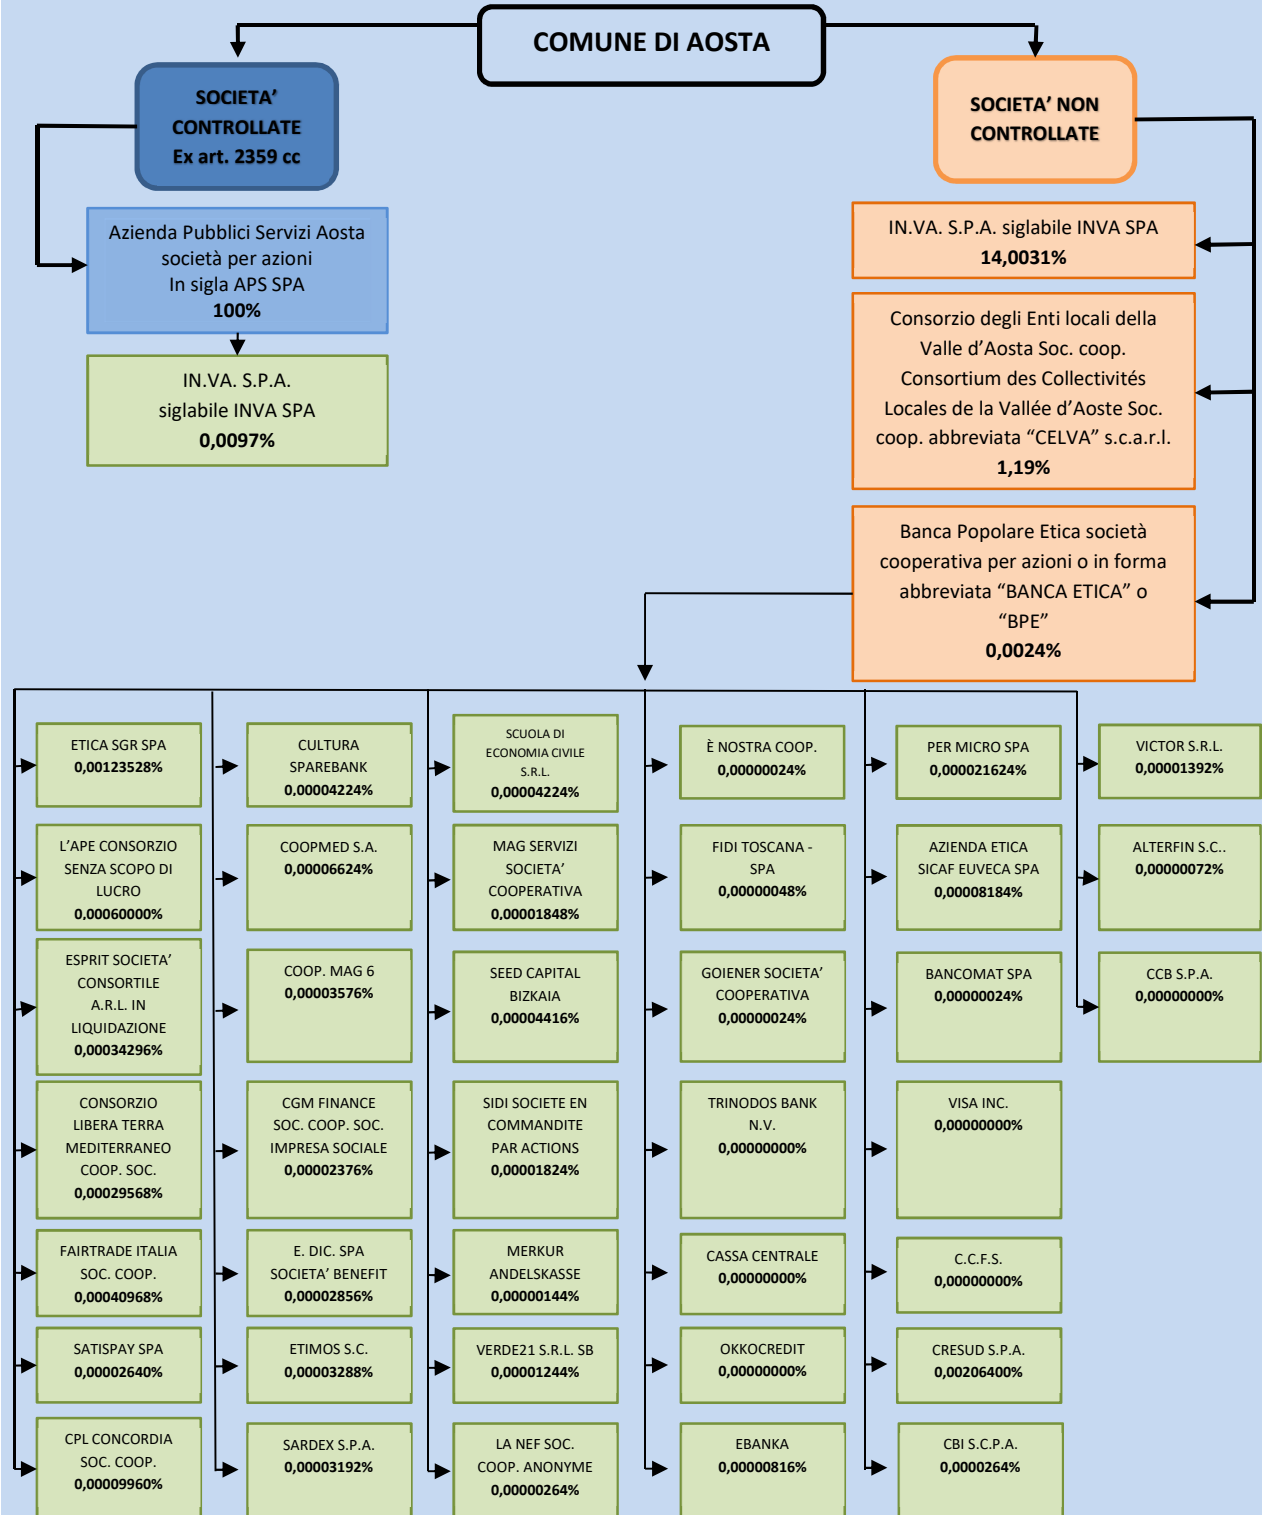 COMUNE DI AOSTA
SOCIETA’
CONTROLLATE
Ex art. 2359 cc
SOCIETA’ NON
CONTROLLATE
Azienda Pubblici Servizi Aosta
società per azioni
In sigla APS SPA
100%
IN.VA. S.P.A.
siglabile INVA SPA
0,0097%
IN.VA. S.P.A. siglabile INVA SPA
14,0031%
Consorzio degli Enti locali della
Valle d’Aosta Soc. coop.
Consortium des Collectivités
Locales de la Vallée d’Aoste Soc.
coop. abbreviata “CELVA” s.c.a.r.l.
1,19%
Banca Popolare Etica società
cooperativa per azioni o in forma
abbreviata “BANCA ETICA” o
“BPE”
0,0024%
ETICA SGR SPA
0,00123528%
CULTURA
SPAREBANK
0,00004224%
SCUOLA DI
ECONOMIA CIVILE
S.R.L.
0,00004224%
È NOSTRA COOP.
0,00000024%
PER MICRO SPA
0,000021624%
VICTOR S.R.L.
0,00001392%
L’APE CONSORZIO
SENZA SCOPO DI
LUCRO
0,00060000%
COOPMED S.A.
0,00006624%
MAG SERVIZI
SOCIETA’
COOPERATIVA
0,00001848%
FIDI TOSCANA -
SPA
0,00000048%
AZIENDA ETICA
SICAF EUVECA SPA
0,00008184%
ALTERFIN S.C..
0,00000072%
ESPRIT SOCIETA’
CONSORTILE
A.R.L. IN
LIQUIDAZIONE
0,00034296%
COOP. MAG 6
0,00003576%
SEED CAPITAL
BIZKAIA
0,00004416%
GOIENER SOCIETA’
COOPERATIVA
0,00000024%
BANCOMAT SPA
0,00000024%
CCB S.P.A.
0,00000000%
CONSORZIO
LIBERA TERRA
MEDITERRANEO
COOP. SOC.
0,00029568%
CGM FINANCE
SOC. COOP. SOC.
IMPRESA SOCIALE
0,00002376%
SIDI SOCIETE EN
COMMANDITE
PAR ACTIONS
0,00001824%
TRINODOS BANK
N.V.
0,00000000%
VISA INC.
0,00000000%
FAIRTRADE ITALIA
SOC. COOP.
0,00040968%
E. DIC. SPA
SOCIETA’ BENEFIT
0,00002856%
MERKUR
ANDELSKASSE
0,00000144%
CASSA CENTRALE
0,00000000%
C.C.F.S.
0,00000000%
SATISPAY SPA
0,00002640%
ETIMOS S.C.
0,00003288%
VERDE21 S.R.L. SB
0,00001244%
OKKOCREDIT
0,00000000%
CRESUD S.P.A.
0,00206400%
CPL CONCORDIA
SOC. COOP.
0,00009960%
SARDEX S.P.A.
0,00003192%
LA NEF SOC.
COOP. ANONYME
0,00000264%
EBANKA
0,00000816%
CBI S.C.P.A.
0,0000264%